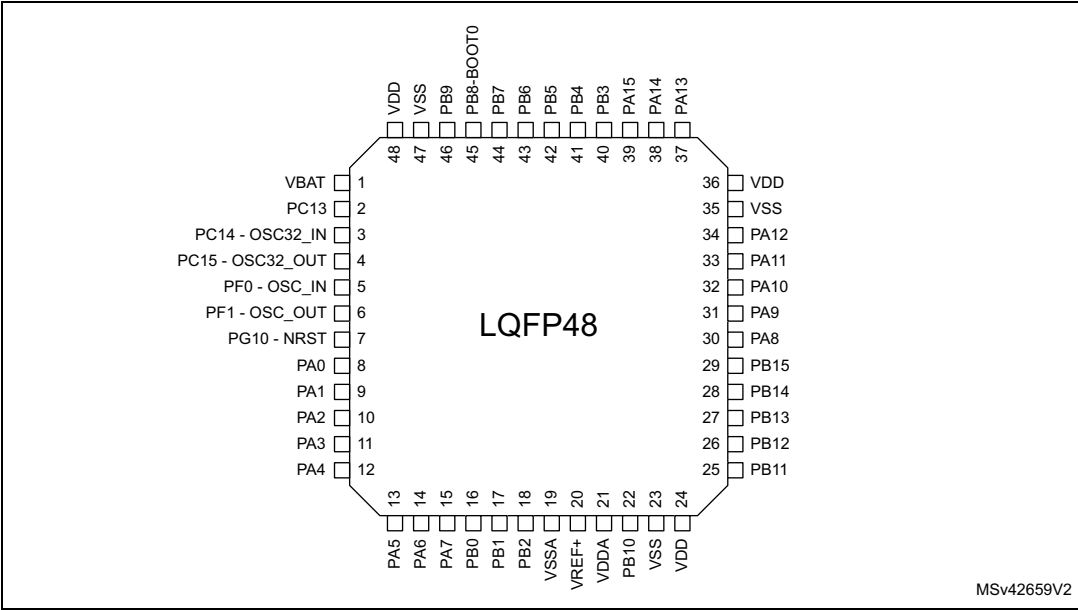 VDD
VSS
PB9
PB8-BOOT0
PB7
PB6
PB5
PB4
PB3
PA15
PA14
PA13
48
47
46
45
44
43
42
41
40
39
38
37
VBAT 1
PC13 2
PC14 - OSC32_IN 3
PC15 - OSC32_OUT 4
PF0 - OSC_IN 5
PF1 - OSC_OUT 6
PG10 - NRST 7
PA0 8
PA1 9
PA2 10
PA3 11
PA4 12
LQFP48
36 VDD
35 VSS
34 PA12
33 PA11
32 PA10
31 PA9
30 PA8
29 PB15
28 PB14
27 PB13
26 PB12
25 PB11
13
14
15
16
17
18
19
20
21
22
23
24
PA5
PA6
PA7
PB0
PB1
PB2
VSSA
VREF+
VDDA
PB10
VSS
VDD
MSv42659V2